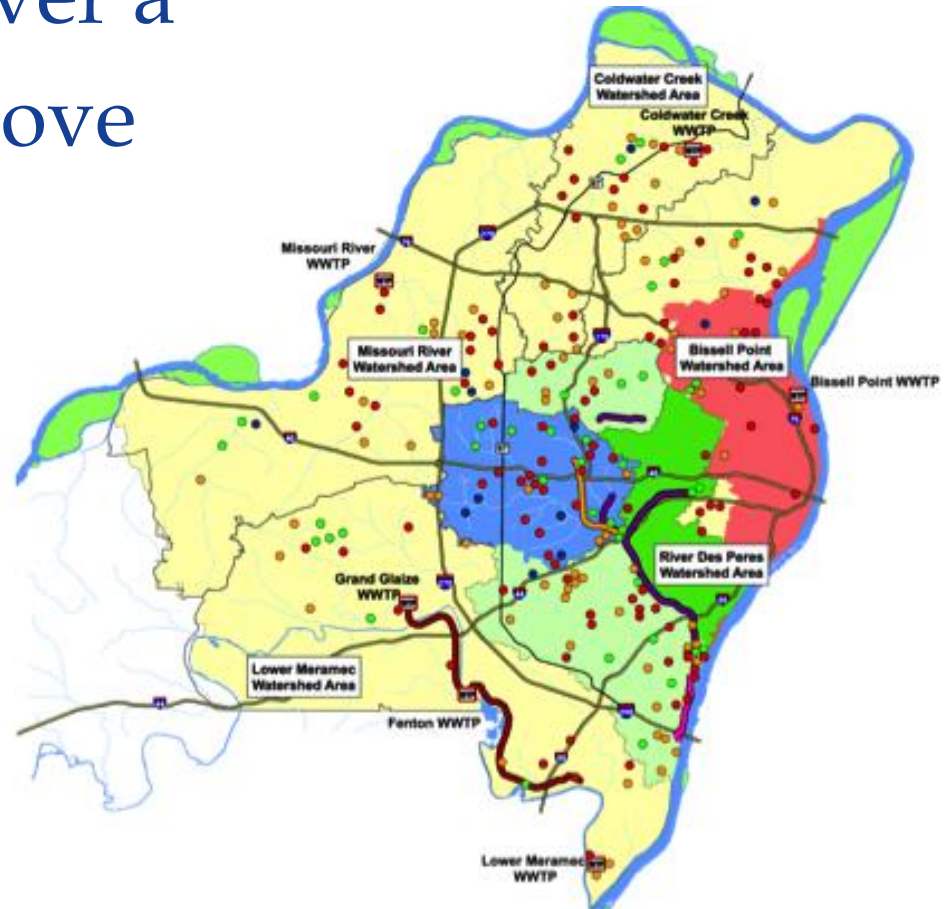 ver a
ove
Coldwater Creek
Watershed Area
Coldwater Creek
WWTP
Missouri River
WWTP
Missouri River
Watershed Area
Bissell Point
Watershed Area
Bissell Point WWTP
River Des Peres
Watershed Area
Grand Glaize
WWTP
Lower Meramec
Watershed Area
Fenton WWTP
Lower Meramec
WWTP